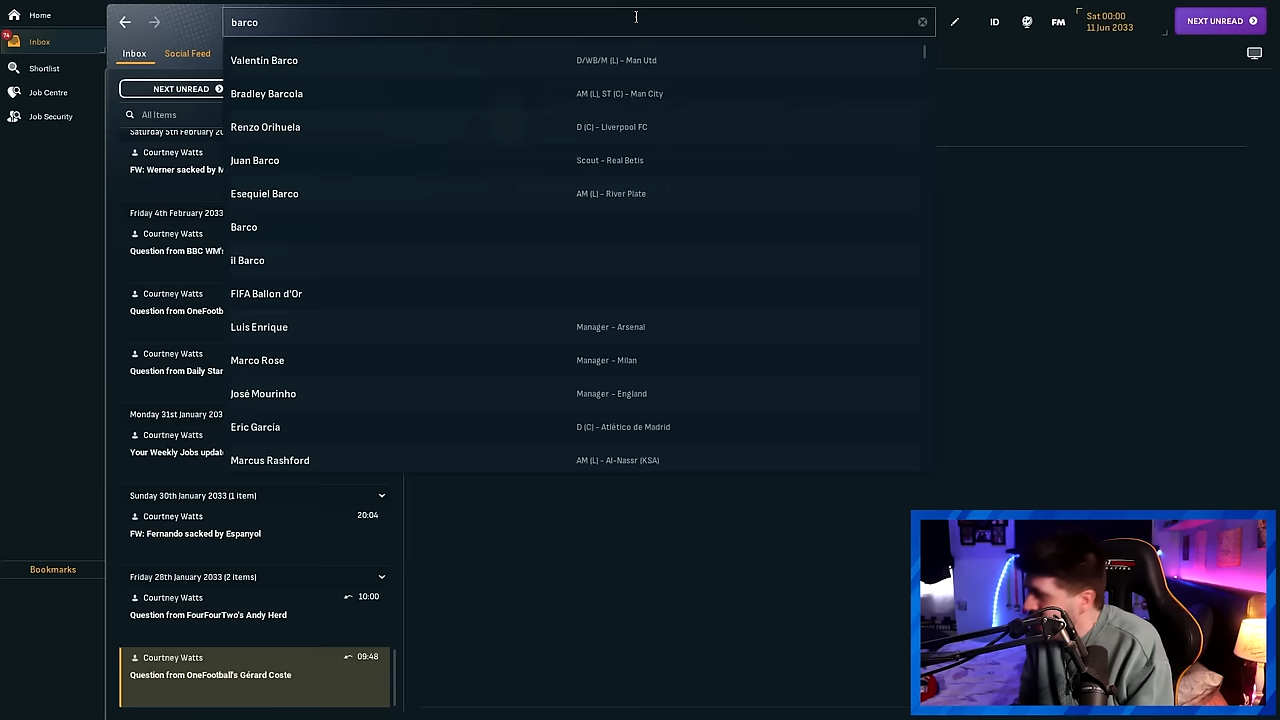 Home
74
Inbox
Shortlist
Job Centre
Job Security
Bookmarks
barco
ID
FM
Sat 00:00
11 Jun 2033
NEXT UNREAD
Inbox
Social Feed
NEXT UNREAD
All Items
Saturday 5th February 20
Courtney Watts
FW: Werner sacked by M
Friday 4th February 2033
Courtney Watts
Question from BBC WM's
Courtney Watts
Question from OneFootb
Courtney Watts
Question from Daily Star
Monday 31st January 203
Courtney Watts
Your Weekly Jobs updat
Sunday 30th January 2033 (1 item)
Courtney Watts 20:04
FW: Fernando sacked by Espanyol
Friday 28th January 2033 (2 items)
Courtney Watts 10:00
Question from FourFourTwo's Andy Herd
Courtney Watts 09:48
Question from OneFootball's Gérard Coste
Valentín Barco D/WB/M (L) - Man Utd
Bradley Barcola AM (L), ST (C) - Man City
Renzo Orihuela D (C) - Liverpool FC
Juan Barco Scout - Real Betis
Esequiel Barco AM (L) - River Plate
Barco
il Barco
FIFA Ballon d'Or
Luis Enrique Manager - Arsenal
Marco Rose Manager - Milan
José Mourinho Manager - England
Eric García D (C) - Atlético de Madrid
Marcus Rashford AM (L) - Al-Nassr (KSA)